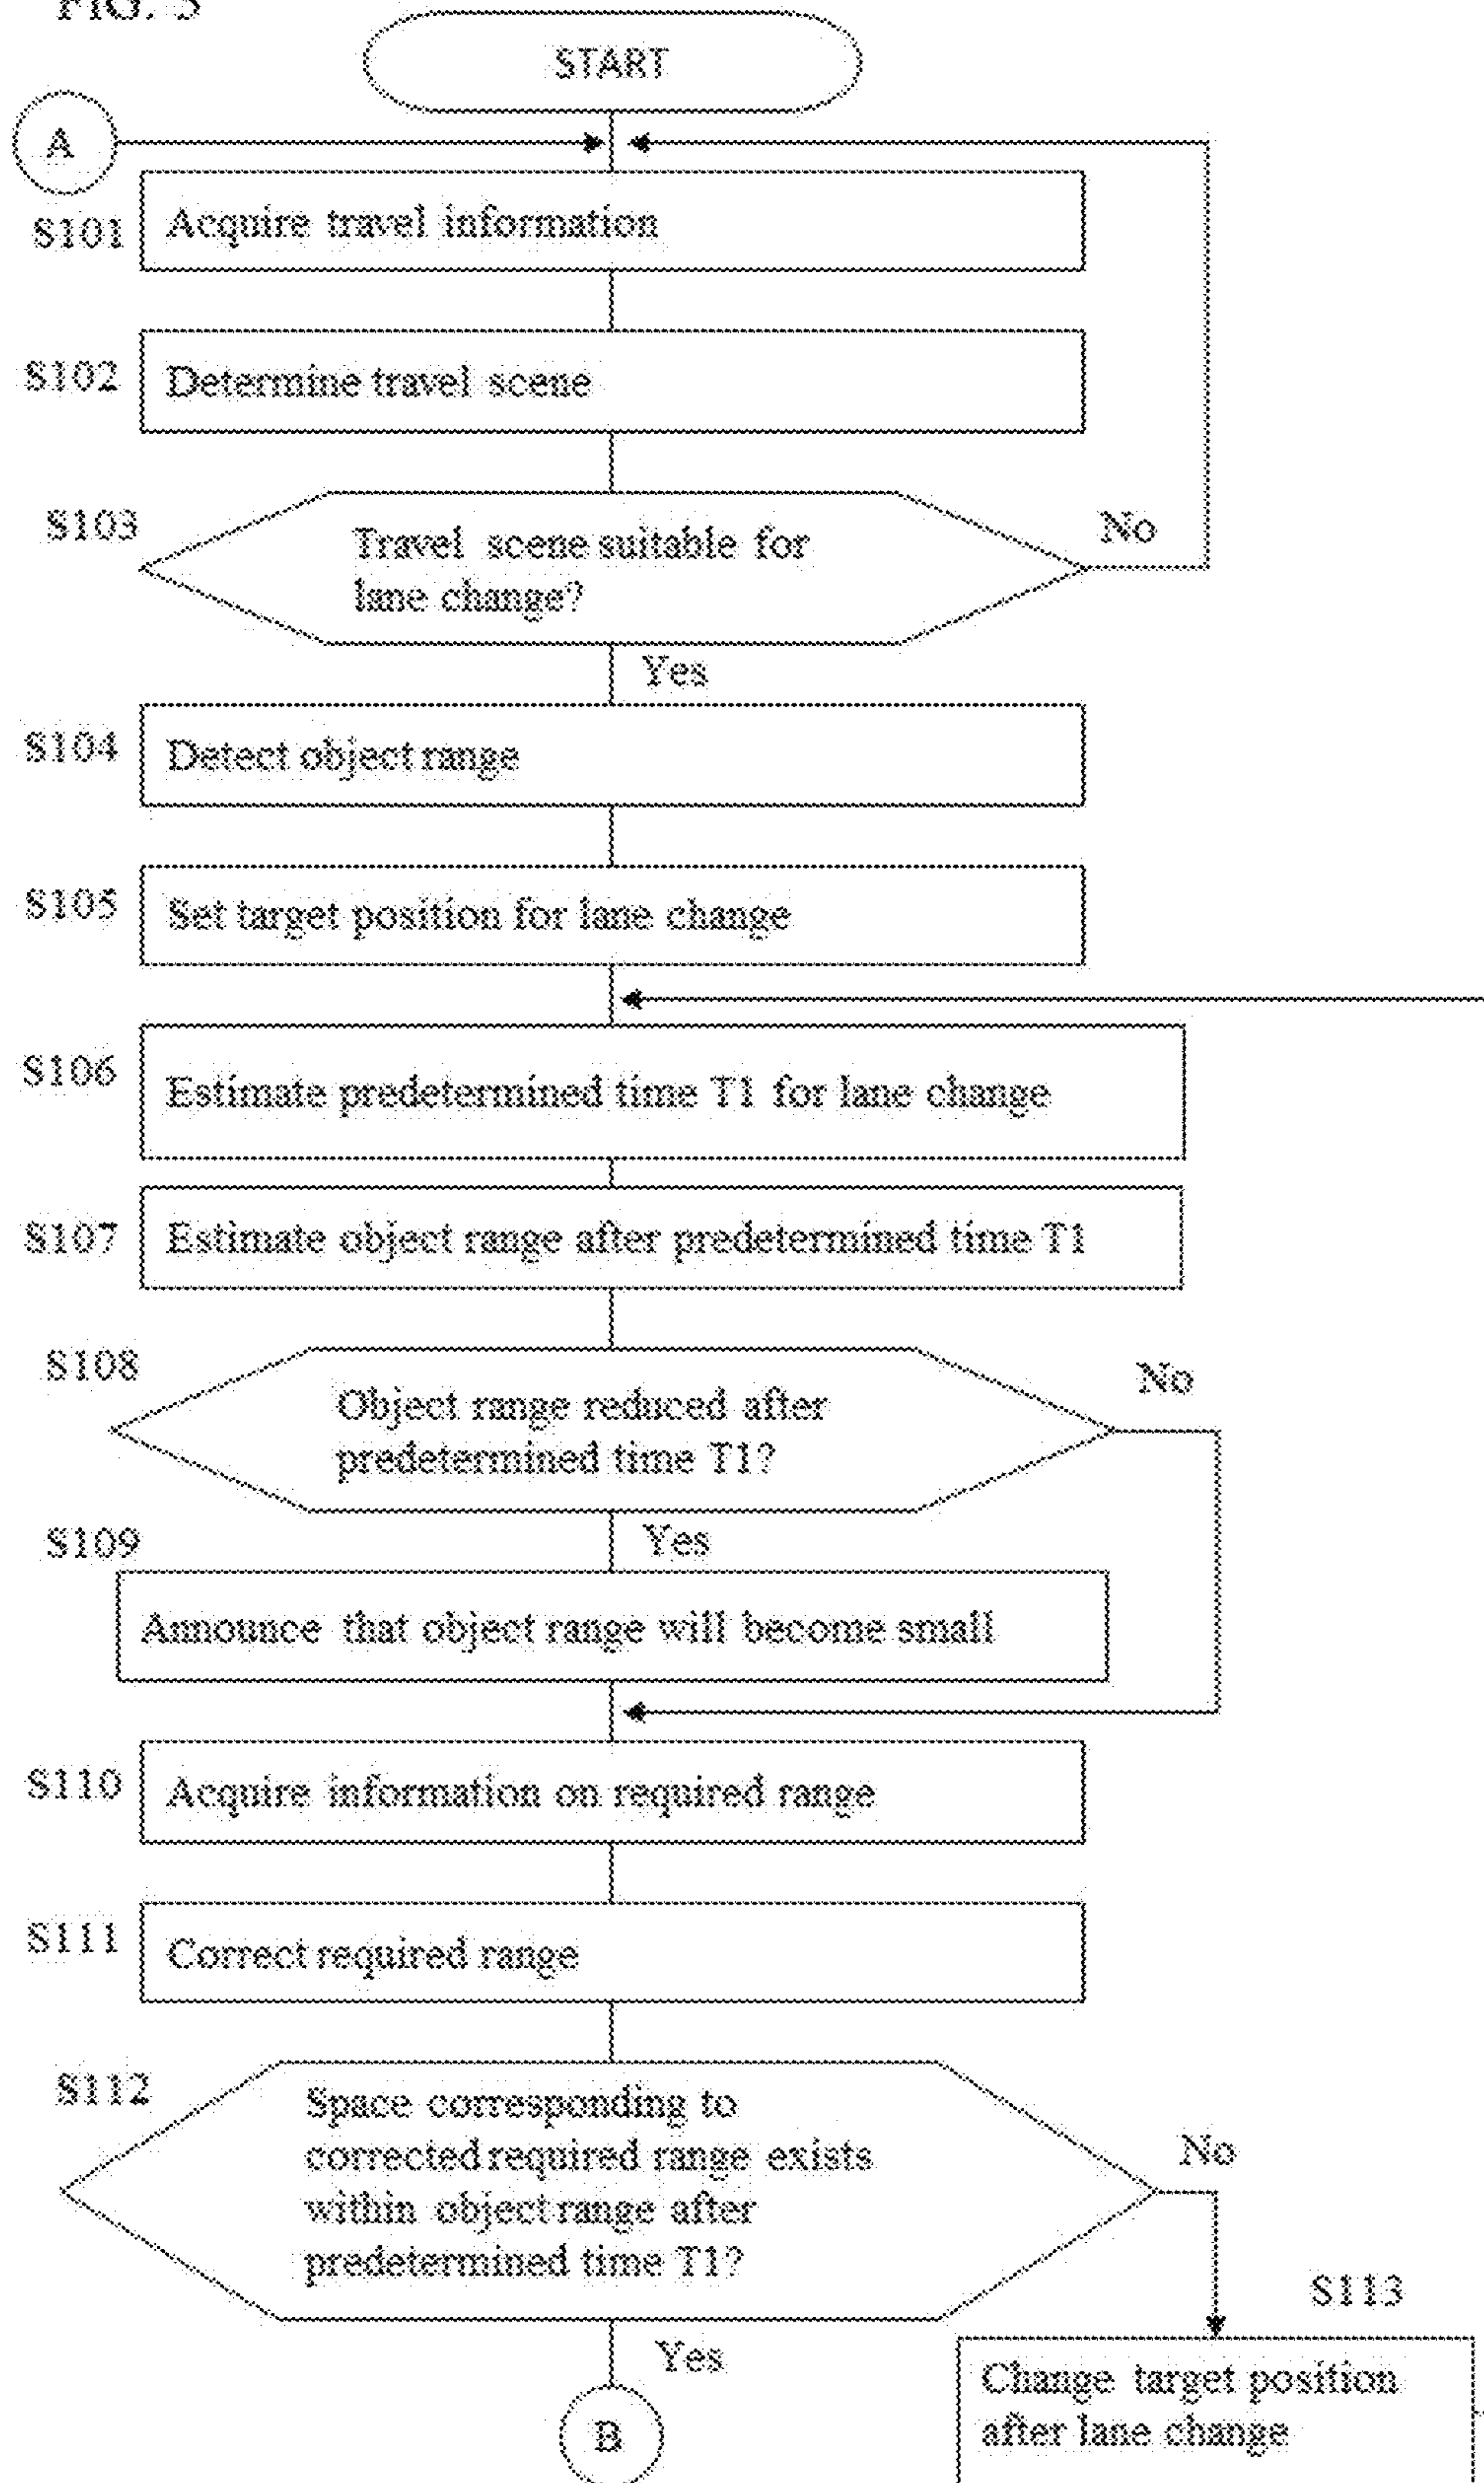 FIG. 5
START
A
S101
Acquire travel information
S102
Determine travel scene
S103
Travel scene suitable for
lane change?
No
Yes
S104
Detect object range
S105
Set target position for lane change
S106
Estimate predetermined time T1 for lane change
S107
Estimate object range after predetermined time T1
S108
Object range reduced after
predetermined time T1?
No
Yes
S109
Announce that object range will become small
S110
Acquire information on required range
S111
Correct required range
S112
Space corresponding to
corrected required range exists
within object range after
predetermined time T1?
No
Yes
S113
Change target position
after lane change
B